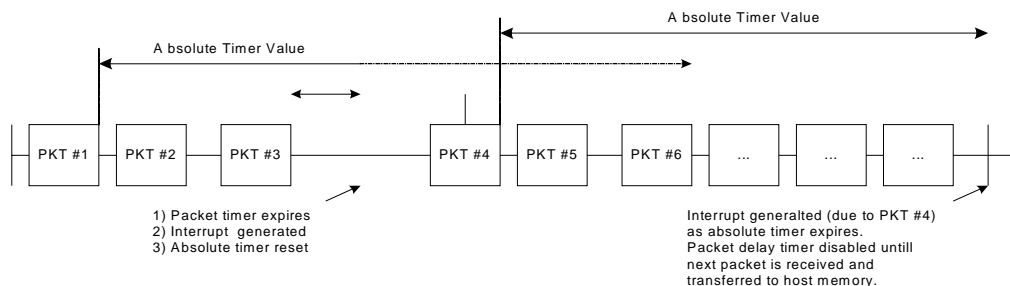 A bsolute Timer Value
A bsolute Timer Value
PKT #1 PKT #2 PKT #3 PKT #4 PKT #5 PKT #6 ... ... ...
1) Packet timer expires
2) Interrupt generated
3) Absolute timer reset
Interrupt generalted (due to PKT #4)
as absolute timer expires.
Packet delay timer disabled untill
next packet is received and
transferred to host memory.